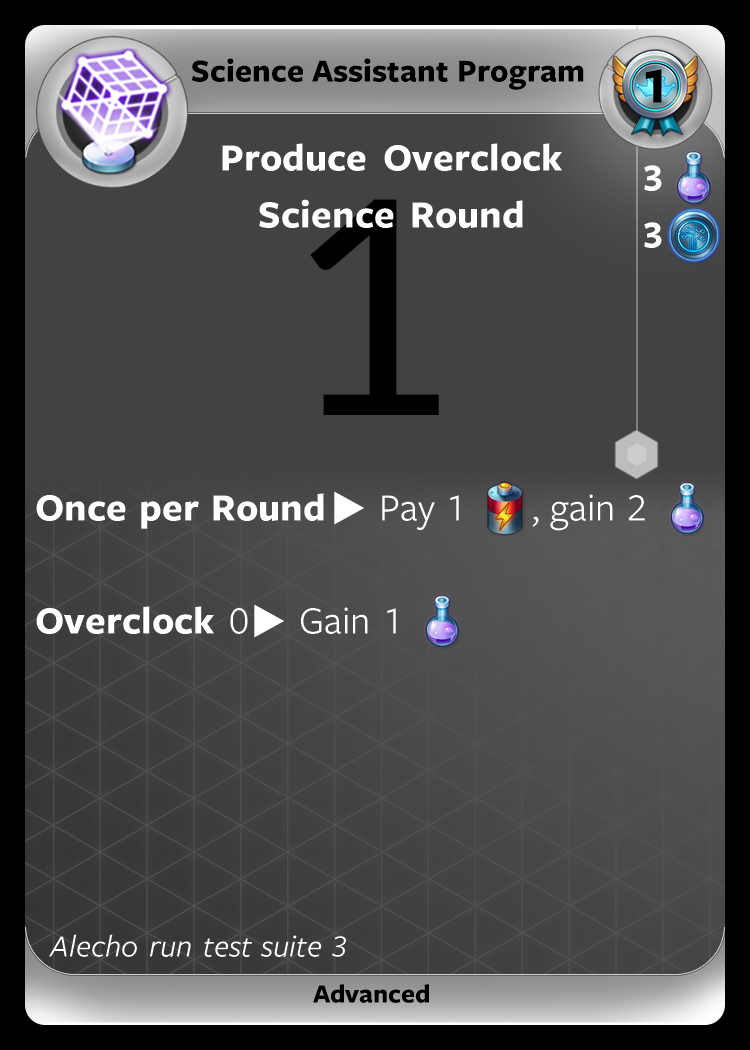 Science Assistant Program
1
Produce Overclock
Science Round
3
3
1
Once per Round▶ Pay 1 , gain 2
Overclock 0▶ Gain 1
Alecho run test suite 3
Advanced